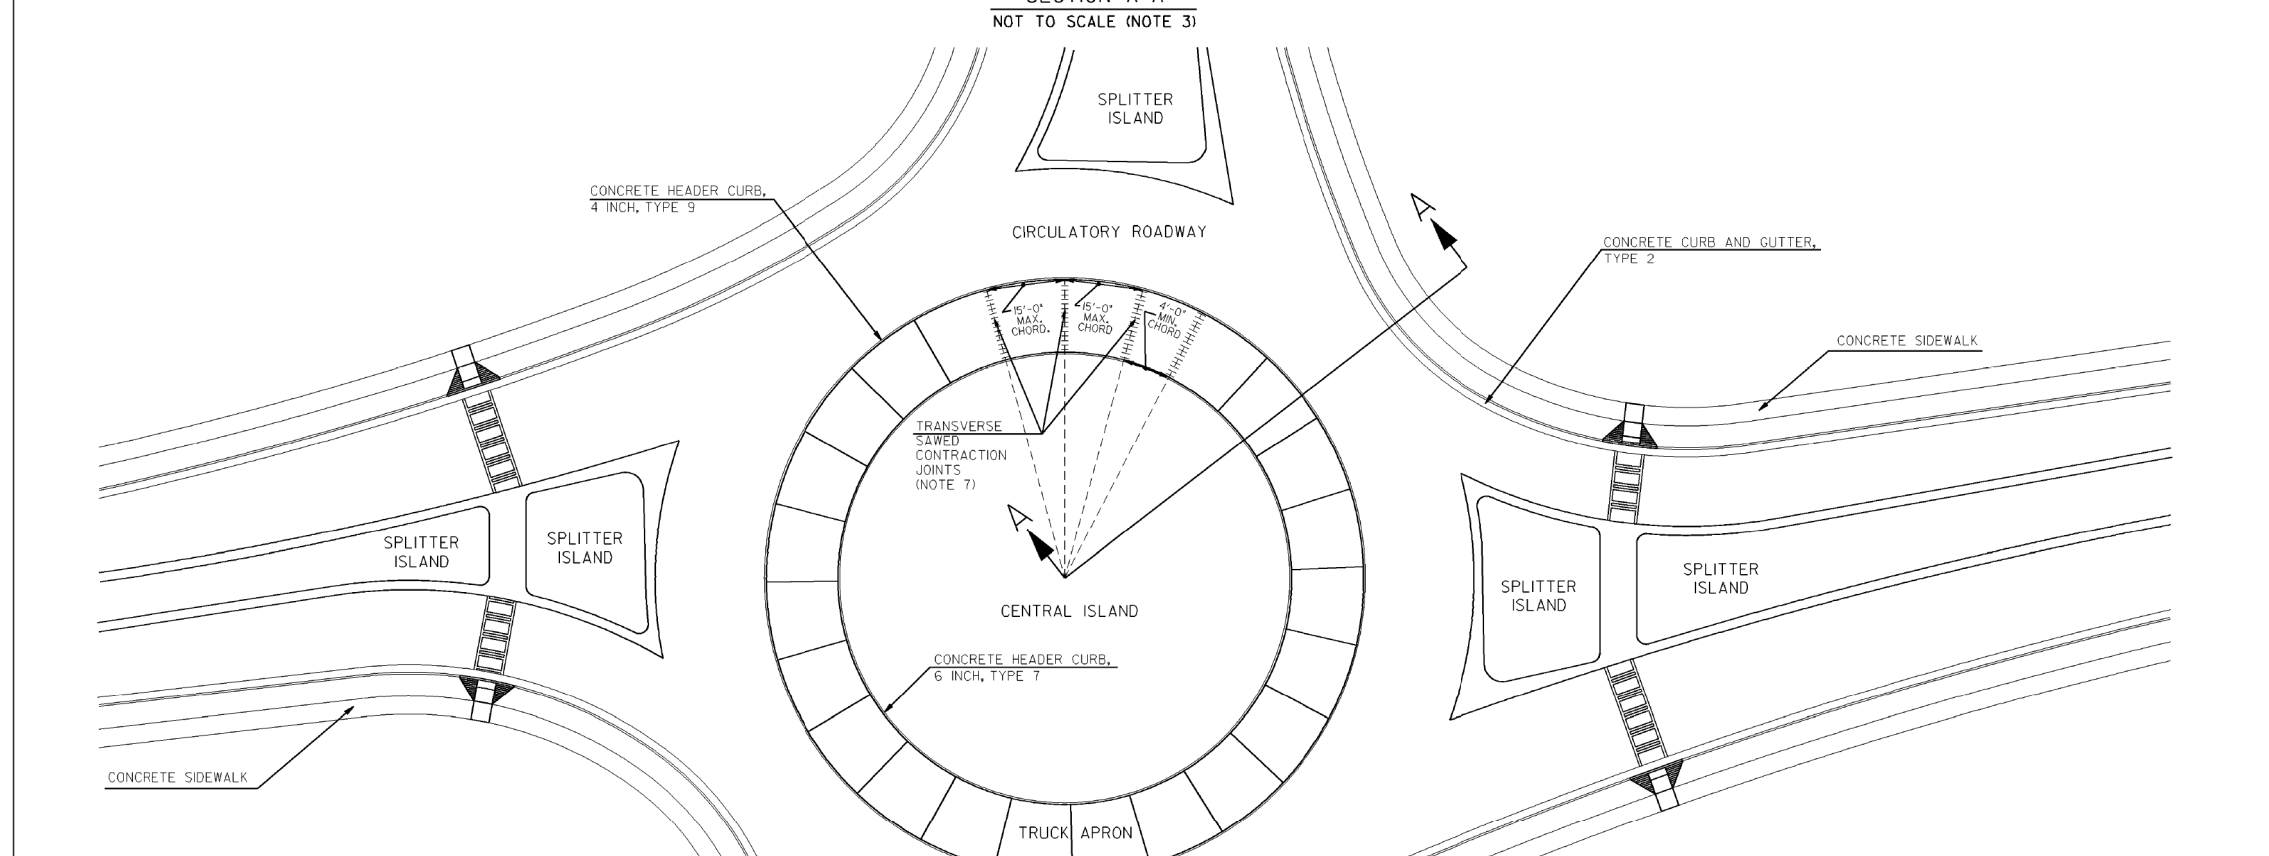 SECTION A-A
NOT TO SCALE (NOTE 3)
SPLITTER
ISLAND
CONCRETE HEADER CURB,
4 INCH, TYPE 9
A
CIRCULATORY ROADWAY
CONCRETE CURB AND GUTTER,
TYPE 2
15'-0"
MAX.
CHORD.
15'-0"
MAX.
CHORD
4'-0"
MIN.
CHORD
CONCRETE SIDEWALK
TRANSVERSE
SAWED
CONTRACTION
JOINTS
(NOTE 7)
A
SPLITTER
ISLAND
SPLITTER
ISLAND
SPLITTER
ISLAND
SPLITTER
ISLAND
CENTRAL ISLAND
CONCRETE HEADER CURB,
6 INCH, TYPE 7
CONCRETE SIDEWALK
TRUCK APRON